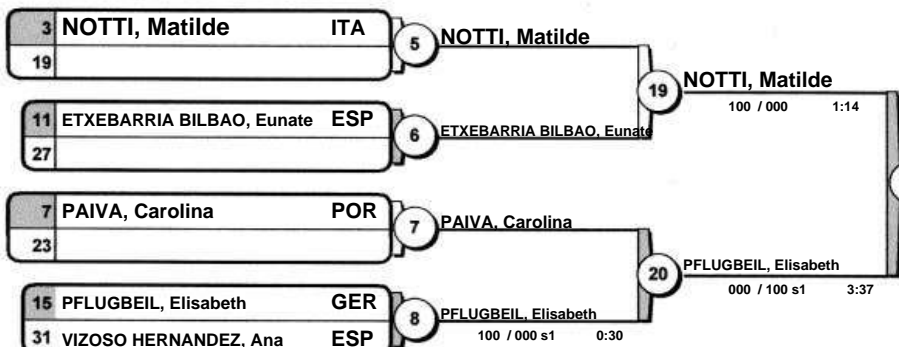 3 NOTTI, Matilde ITA
19
5 NOTTI, Matilde
11 ETXEBARRIA BILBAO, Eunate ESP
27
6 ETXEBARRIA BILBAO, Eunate
19 NOTTI, Matilde
100 / 000 1:14
7 PAIVA, Carolina POR
23
7 PAIVA, Carolina
15 PFLUGBEIL, Elisabeth GER
31 VIZOSO HERNANDEZ, Ana ESP
8 PFLUGBEIL, Elisabeth
100 / 000 s1 0:30
20 PFLUGBEIL, Elisabeth
000 / 100 s1 3:37